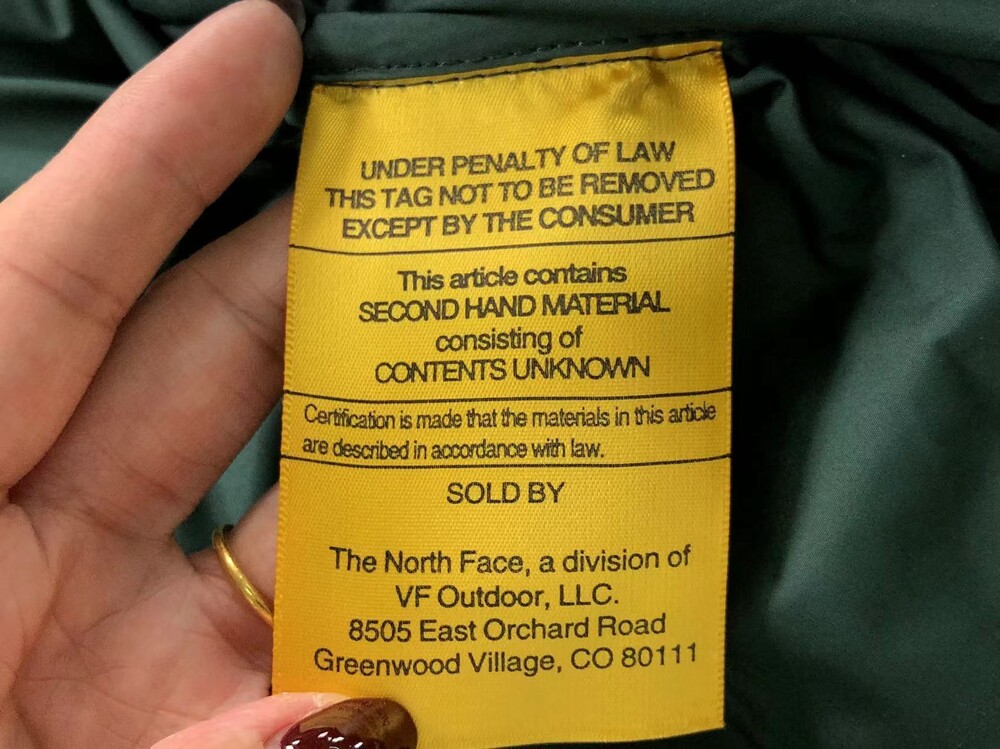 UNDER PENALTY OF LAW
THIS TAG NOT TO BE REMOVED
EXCEPT BY THE CONSUMER
This article contains
SECOND HAND MATERIAL
consisting of
CONTENTS UNKNOWN
Certification is made that the materials in this article
are described in accordance with law.
SOLD BY
The North Face, a division of
VF Outdoor, LLC.
8505 East Orchard Road
Greenwood Village, CO 80111